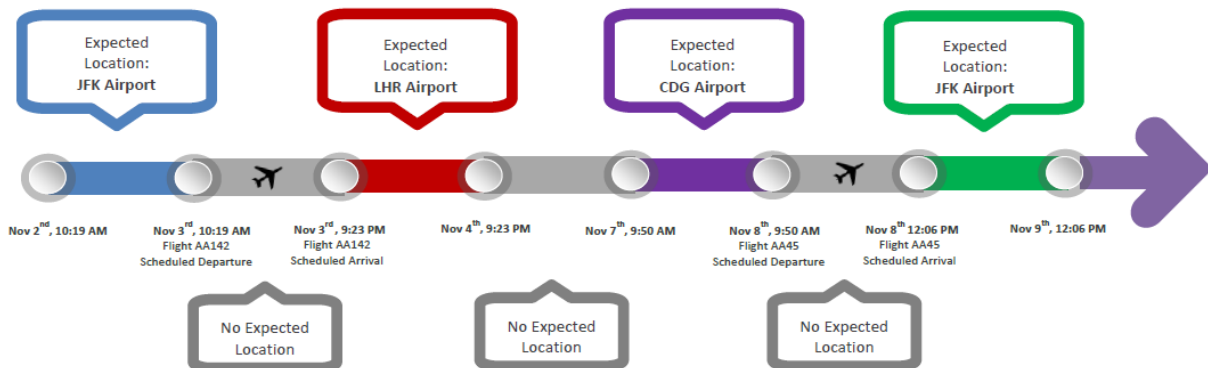 Expected
Location:
JFK Airport
Expected
Location:
LHR Airport
Expected
Location:
CDG Airport
Expected
Location:
JFK Airport
Nov 2nd, 10:19 AM
Nov 3rd, 10:19 AM
Flight AA142
Scheduled Departure
Nov 3rd, 9:23 PM
Flight AA142
Scheduled Arrival
Nov 4th, 9:23 PM
Nov 7th, 9:50 AM
Nov 8th, 9:50 AM
Flight AA45
Scheduled Departure
Nov 8th 12:06 PM
Flight AA45
Scheduled Arrival
Nov 9th, 12:06 PM
No Expected
Location
No Expected
Location
No Expected
Location